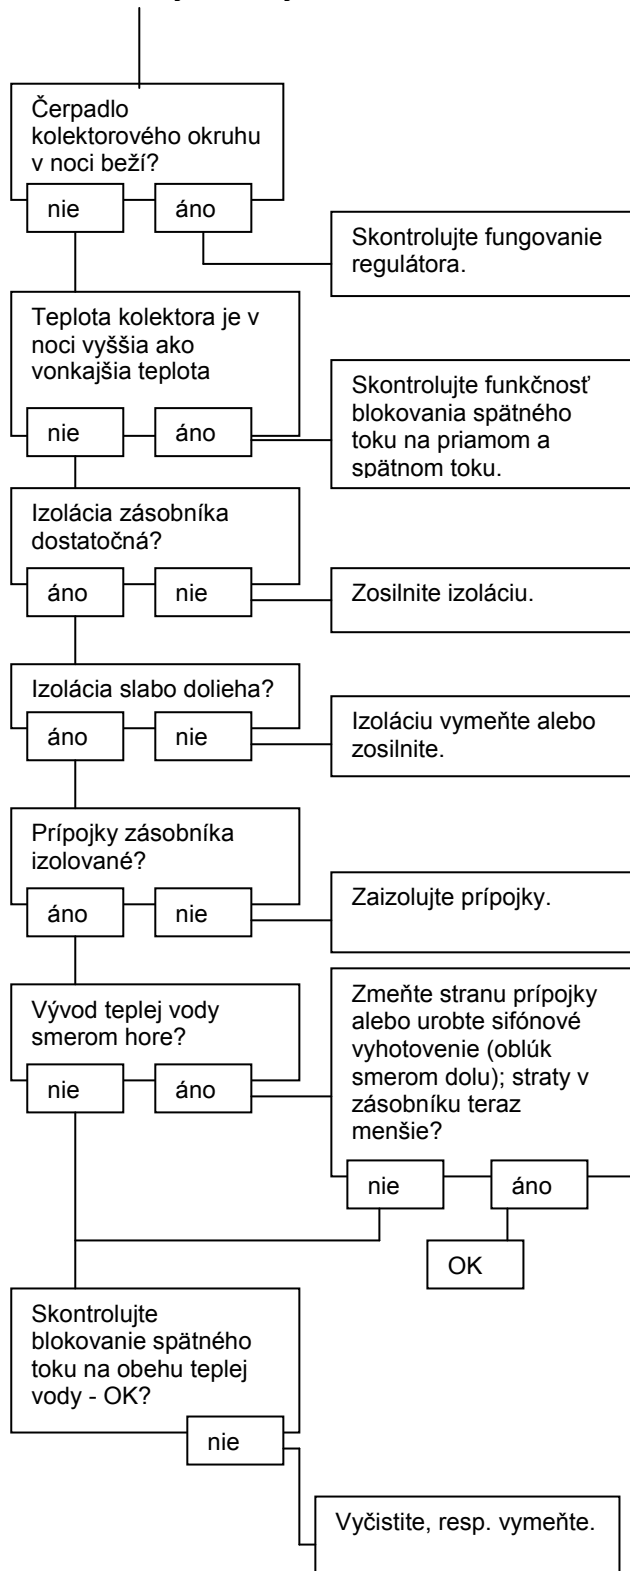 Čerpadlo
kolektorového okruhu
v noci beží?
nie
áno
Skontrolujte fungovanie
regulátora.
Teplota kolektora je v
noci vyššia ako
vonkajšia teplota
nie
áno
Skontrolujte funkčnosť
blokovania spätného
toku na priamom a
spätnom toku.
Izolácia zásobníka
dostatočná?
áno
nie
Zosilnite izoláciu.
Izolácia slabo dolieha?
áno
nie
Izoláciu vymeňte alebo
zosilnite.
Prípojky zásobníka
izolované?
áno
nie
Zaizolujte prípojky.
Vývod teplej vody
smerom hore?
nie
áno
Zmeňte stranu prípojky
alebo urobte sifónové
vyhotovenie (oblúk
smerom dolu); straty v
zásobníku teraz
menšie?
nie
áno
OK
Skontrolujte
blokovanie spätného
toku na obehu teplej
vody - OK?
nie
Vyčistite, resp. vymeňte.